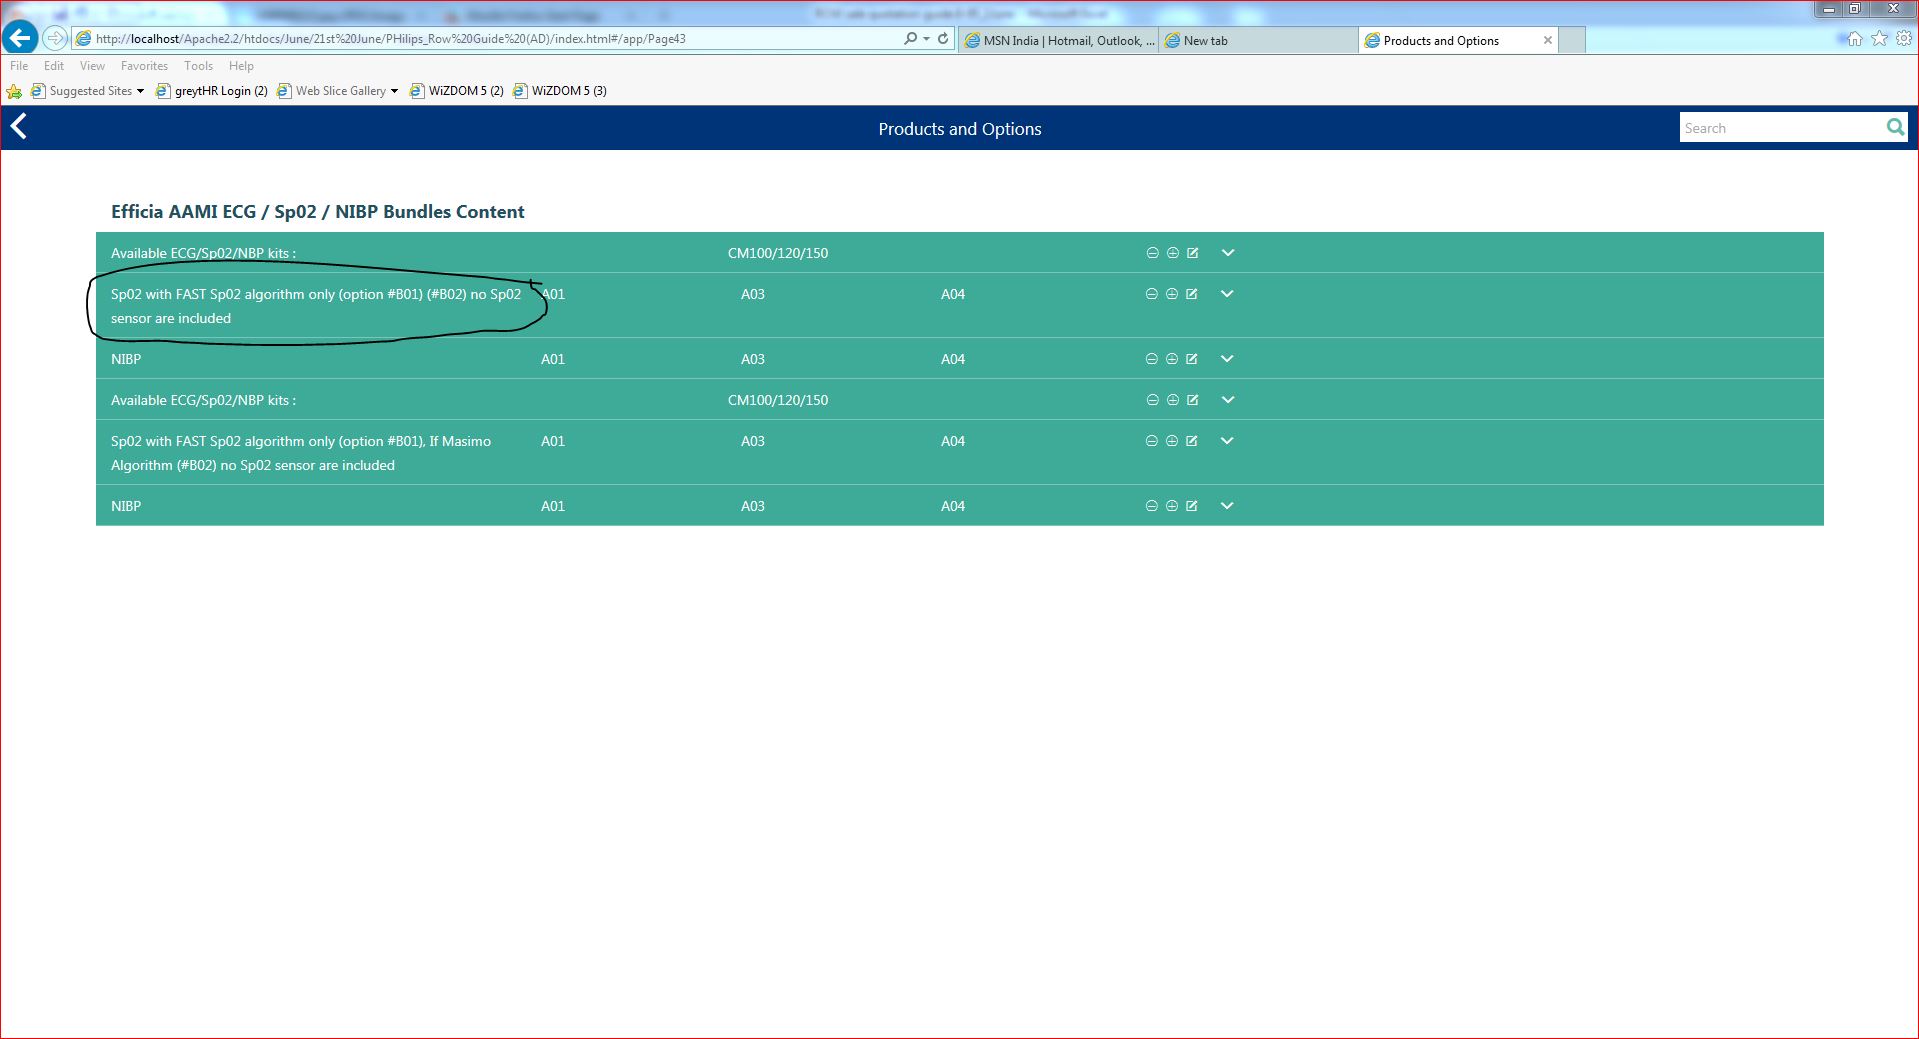 http://localhost/Apache2.2/htdocs/June/21st%20June/PHilips_Row%20Guide%20(AD)/index.html#/app/Page43
MSN India | Hotmail, Outlook, ...
New tab
Products and Options
File Edit View Favorites Tools Help
Suggested Sites greytHR Login (2) Web Slice Gallery WiZDOM 5 (2) WiZDOM 5 (3)
Products and Options
Search
Efficia AAMI ECG / Sp02 / NIBP Bundles Content
Available ECG/Sp02/NBP kits : CM100/120/150
Sp02 with FAST Sp02 algorithm only (option #B01) (#B02) no Sp02 A01 A03 A04
sensor are included
NIBP A01 A03 A04
Available ECG/Sp02/NBP kits : CM100/120/150
Sp02 with FAST Sp02 algorithm only (option #B01), If Masimo A01 A03 A04
Algorithm (#B02) no Sp02 sensor are included
NIBP A01 A03 A04